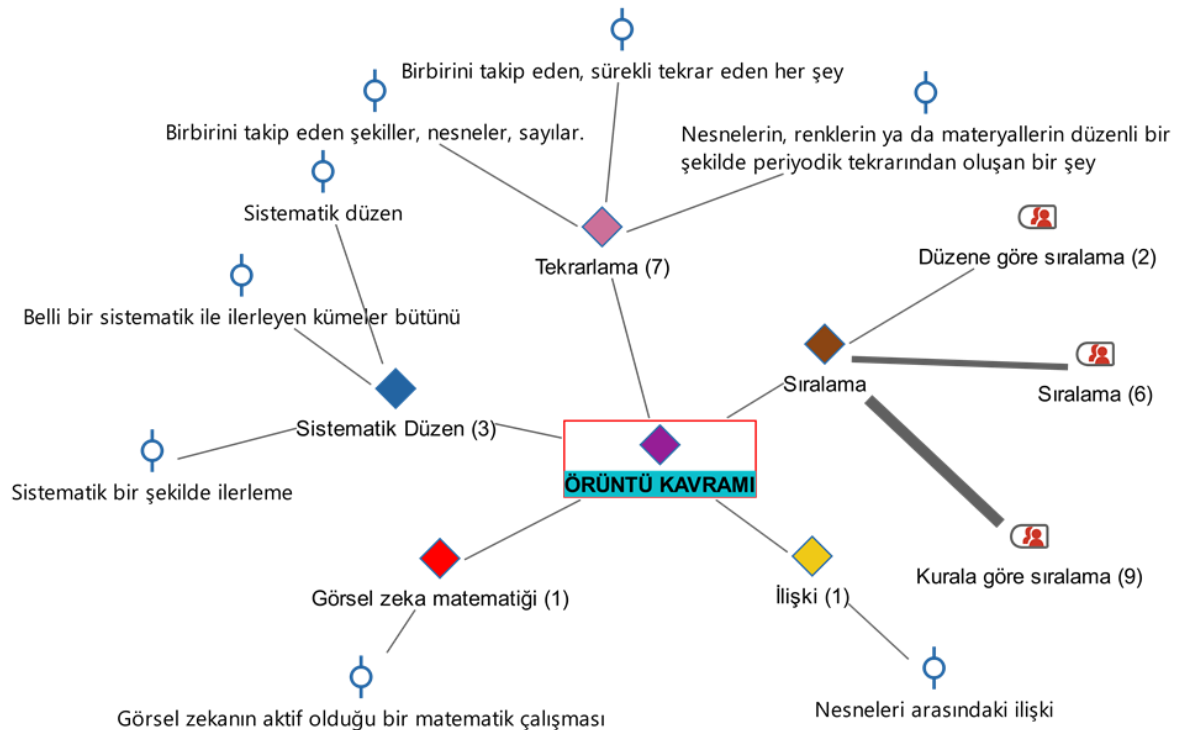 Birbirini takip eden, sürekli tekrar eden her şey
Birbirini takip eden şekiller, nesneler, sayılar.
Nesnelerin, renklerin ya da materyallerin düzenli bir
şekilde periyodik tekrarından oluşan bir şey
Sistematik düzen
Düzene göre sıralama (2)
Tekrarlama (7)
Belli bir sistematik ile ilerleyen kümeler bütünü
Sıralama
Sıralama (6)
Sistematik Düzen (3)
ÖRÜNTÜ KAVRAMI
Sistematik bir şekilde ilerleme
Kurala göre sıralama (9)
Görsel zeka matematiği (1)
İlişki (1)
Nesneleri arasındaki ilişki
Görsel zekanın aktif olduğu bir matematik çalışması